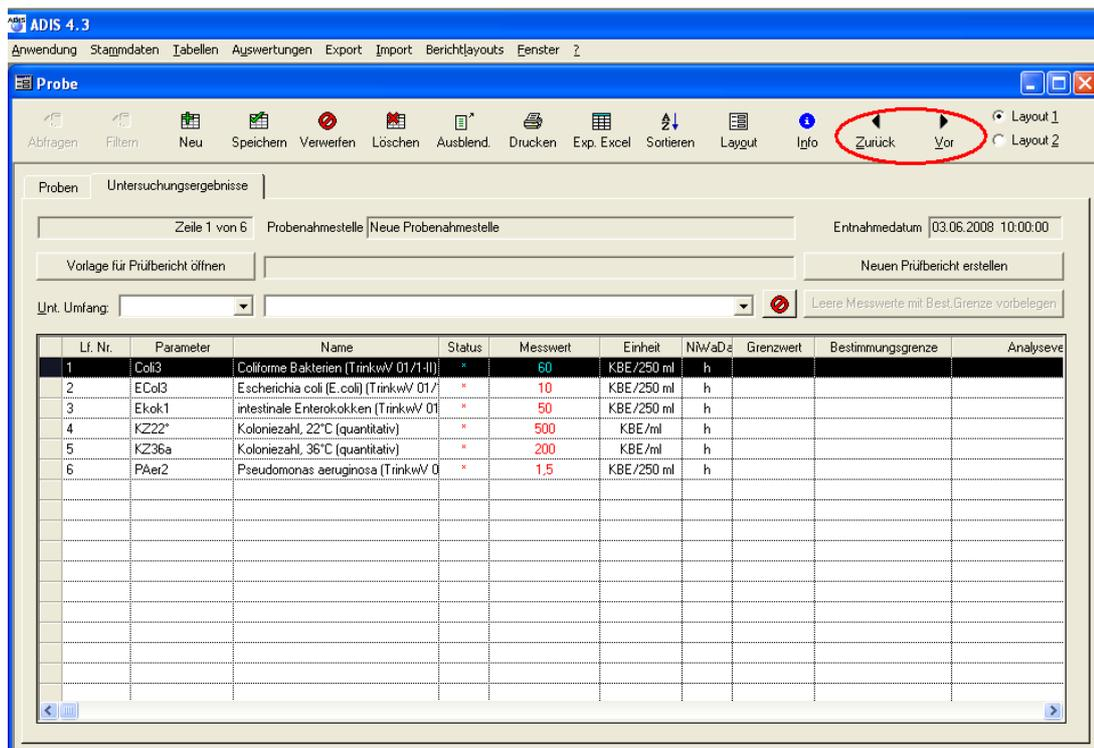 ADIS 4.3
Anwendung Stammdaten Tabellen Auswertungen Export Import Berichtlayouts Fenster ?
Probe
Abfragen Filtern Neu Speichern Verwerfen Löschen Ausblend. Drucken Exp. Excel Sortieren Layout Info Zurück Vor Layout 1
Layout 2
Proben Untersuchungsergebnisse
Zeile 1 von 6 Probenahmestelle Neue Probenahmestelle Entnahmedatum 03.06.2008 10:00:00
Vorlage für Prüfbericht öffnen Neuen Prüfbericht erstellen
Unt. Umfang: Leere Messwerte mit Best.Grenze vorbelegen
Lf. Nr. Parameter Name Status Messwert Einheit NiWaDa Grenzwert Bestimmungsgrenze Analyseve
1 Coli3 Coliforme Bakterien (TrinkwV 01/1-II) * 60 KBE/250 ml h
2 ECol3 Escherichia coli (E.coli) (TrinkwV 01/ * 10 KBE/250 ml h
3 Ekok1 intestinale Enterokokken (TrinkwV 01 * 50 KBE/250 ml h
4 KZ22° Koloniezahl, 22°C (quantitativ) * 500 KBE/ml h
5 KZ36a Koloniezahl, 36°C (quantitativ) * 200 KBE/ml h
6 PAer2 Pseudomonas aeruginosa (TrinkwV 0 * 1,5 KBE/250 ml h